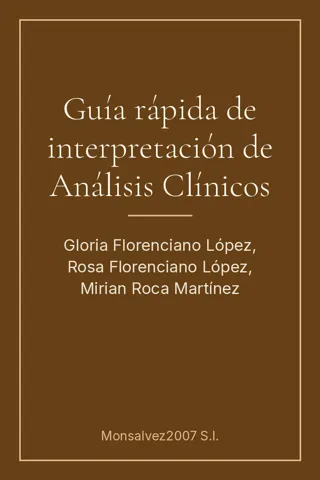 Guía rápida de
interpretación de
Análisis Clínicos
Gloria Florenciano López,
Rosa Florenciano López,
Mirian Roca Martínez
Monsalvez2007 S.l.